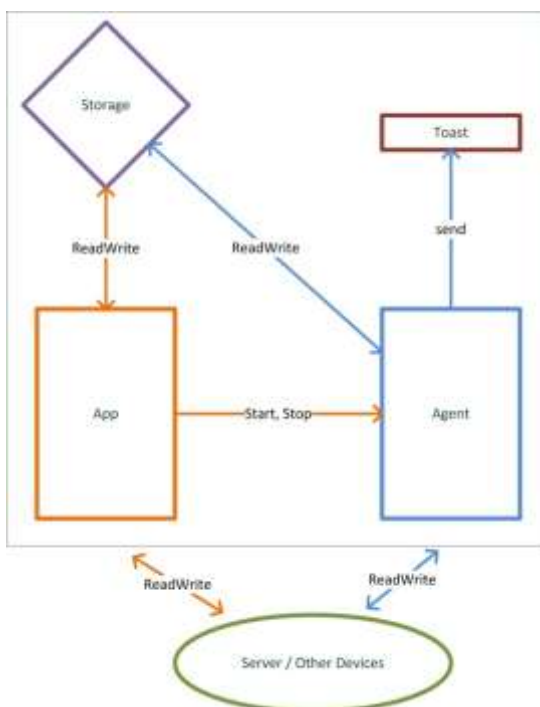 Storage
Toast
ReadWrite
ReadWrite
send
App
Start, Stop
Agent
ReadWrite
ReadWrite
Server / Other Devices